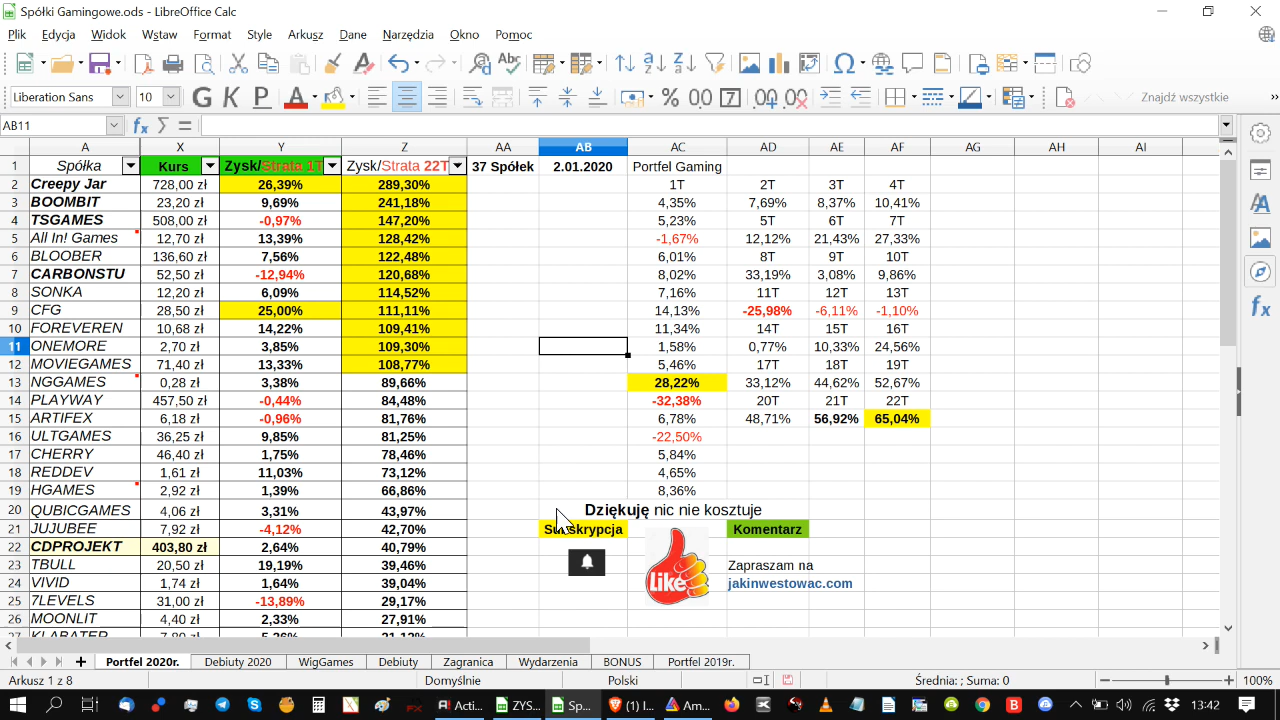 Spółki Gamingowe.ods - LibreOffice Calc
Plik Edycja Widok Wstaw Format Style Arkusz Dane Narzędzia Okno Pomoc
Liberation Sans 10 G K P Znajdź wszystkie
AB11
A X Y Z AA AB AC AD AE AF AG AH AI
1 Spółka Kurs Zysk/Strata 1T Zysk/Strata 22T 37 Spółek 2.01.2020 Portfel Gaming
2 Creepy Jar 728,00 zł 26,39% 289,30% 1T 2T 3T 4T
3 BOOMBIT 23,20 zł 9,69% 241,18% 4,35% 7,69% 8,37% 10,41%
4 TSGAMES 508,00 zł -0,97% 147,20% 5,23% 5T 6T 7T
5 All In! Games 12,70 zł 13,39% 128,42% -1,67% 12,12% 21,43% 27,33%
6 BLOOBER 136,60 zł 7,56% 122,48% 6,01% 8T 9T 10T
7 CARBONSTU 52,50 zł -12,94% 120,68% 8,02% 33,19% 3,08% 9,86%
8 SONKA 12,20 zł 6,09% 114,52% 7,16% 11T 12T 13T
9 CFG 28,50 zł 25,00% 111,11% 14,13% -25,98% -6,11% -1,10%
10 FOREVEREN 10,68 zł 14,22% 109,41% 11,34% 14T 15T 16T
11 ONEMORE 2,70 zł 3,85% 109,30% 1,58% 0,77% 10,33% 24,56%
12 MOVIEGAMES 71,40 zł 13,33% 108,77% 5,46% 17T 18T 19T
13 NGGAMES 0,28 zł 3,38% 89,66% 28,22% 33,12% 44,62% 52,67%
14 PLAYWAY 457,50 zł -0,44% 84,48% -32,38% 20T 21T 22T
15 ARTIFEX 6,18 zł -0,96% 81,76% 6,78% 48,71% 56,92% 65,04%
16 ULTGAMES 36,25 zł 9,85% 81,25% -22,50%
17 CHERRY 46,40 zł 1,75% 78,46% 5,84%
18 REDDEV 1,61 zł 11,03% 73,12% 4,65%
19 HGAMES 2,92 zł 1,39% 66,86% 8,36%
20 QUBICGAMES 4,06 zł 3,31% 43,97% Dziękuję nic nie kosztuje
21 JUJUBEE 7,92 zł -4,12% 42,70% Subskrypcja Komentarz
22 CDPROJEKT 403,80 zł 2,64% 40,79%
23 TBULL 20,50 zł 19,19% 39,46% Like Zapraszam na
24 VIVID 1,74 zł 1,64% 39,04% jakinwestowac.com
25 7LEVELS 31,00 zł -13,89% 29,17%
26 MOONLIT 4,40 zł 2,33% 27,91%
27 KLABATER 7,80 zł 5,26% 21,12%
Portfel 2020r. Debiuty 2020 WigGames Debiuty Zagranica Wydarzenia BONUS Portfel 2019r.
Arkusz 1 z 8 Domyślnie Polski Średnia: ; Suma: 0 100%
A! Acti... ZYS... Sp... (1) I... Am... 13:42